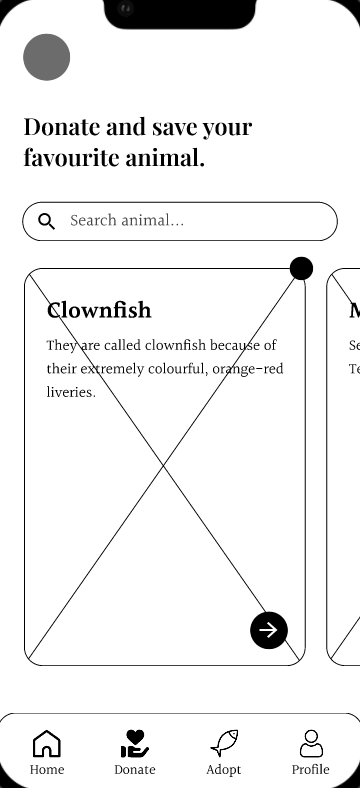 Donate and save your
favourite animal.
Search animal...
Clownfish
They are called clownfish because of
their extremely colourful, orange-red
liveries.
M
Se
Te
Home
Donate
Adopt
Profile